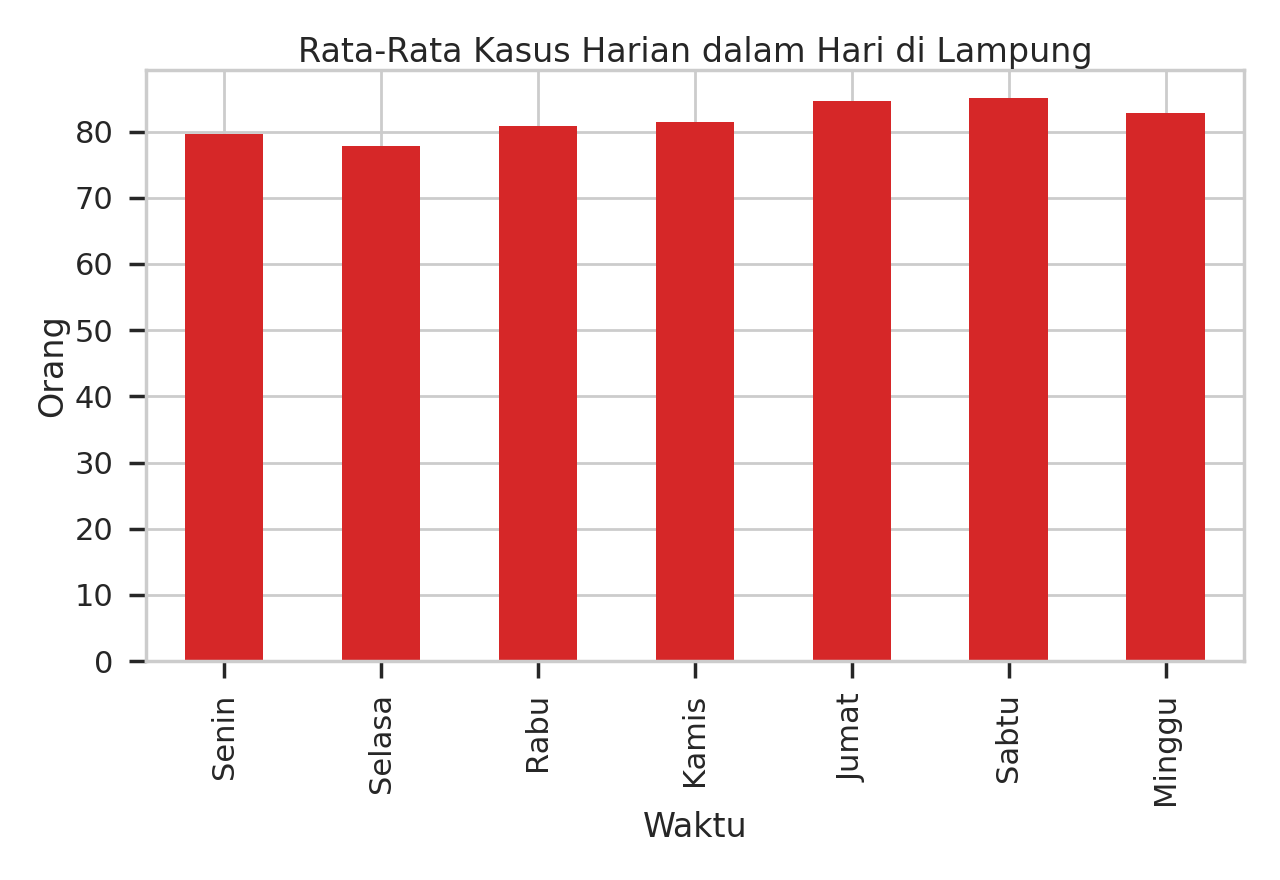 Rata-Rata Kasus Harian dalam Hari di Lampung
Orang
80
70
60
50
40
30
20
10
0
Senin
Selasa
Rabu
Kamis
Jumat
Sabtu
Minggu
Waktu